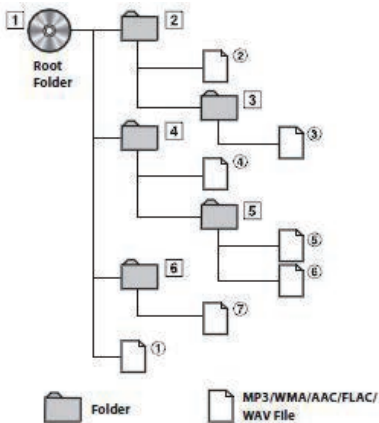 1
Root
Folder
2
②
3
③
4
④
5
⑤
⑥
6
⑦
①
Folder
MP3/WMA/AAC/FLAC/
WAV File